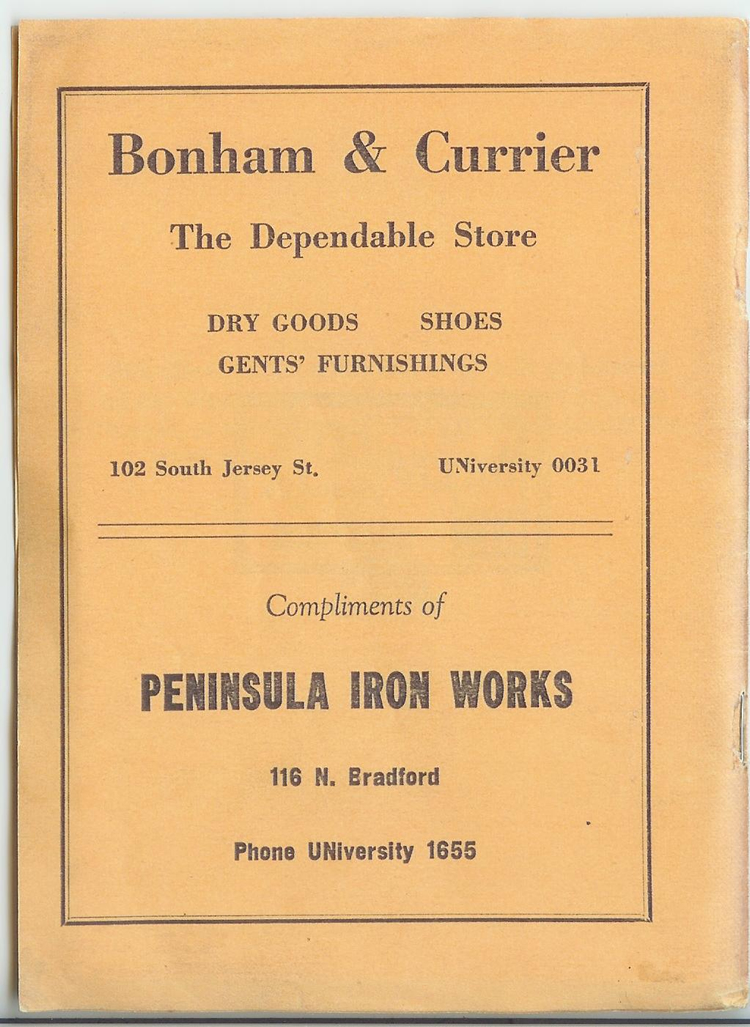 Bonham & Currier
The Dependable Store
DRY GOODS SHOES
GENTS' FURNISHINGS
102 South Jersey St. UNiversity 0031
Compliments of
PENINSULA IRON WORKS
116 N. Bradford
Phone UNiversity 1655